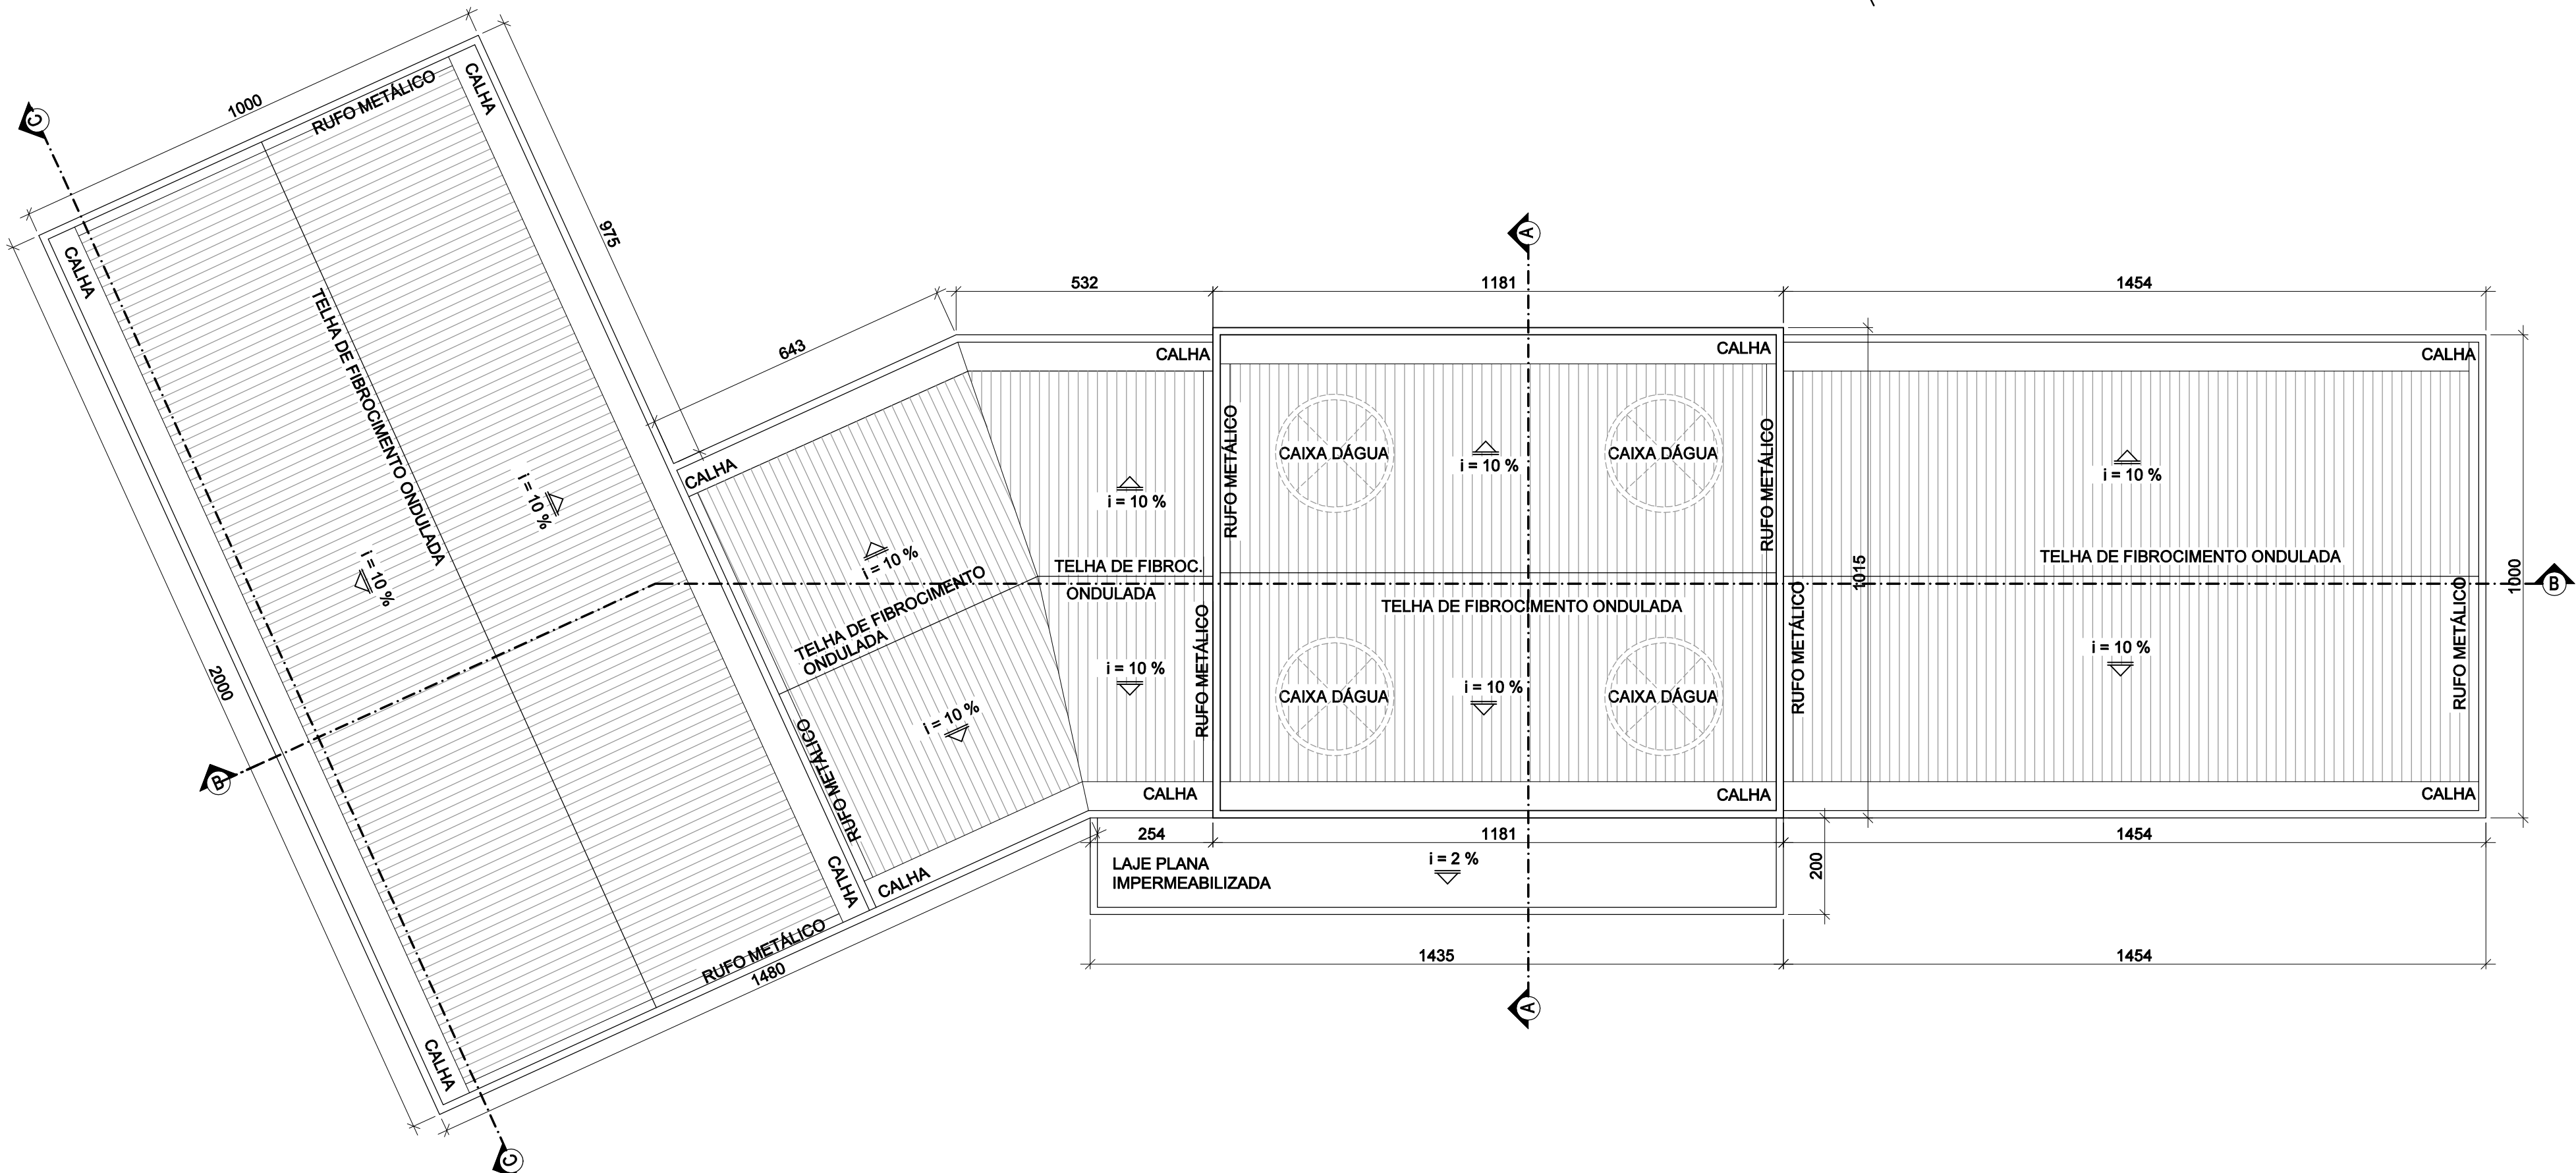 1000
RUFO METÁLICO
CALHA
C
CALHA
TELHA DE FIBROCIMENTO ONDULADA
i = 10 %
i = 10 %
975
2000
B
RUFO METÁLICO
CALHA
CALHA
1480
C
643
CALHA
i = 10 %
TELHA DE FIBROCIMENTO
ONDULADA
i = 10 %
RUFO METÁLICO
CALHA
532
1181
1454
A
CALHA
CALHA
CALHA
RUFO METÁLICO
CAIXA DÁGUA
i = 10 %
CAIXA DÁGUA
RUFO METÁLICO
i = 10 %
i = 10 %
TELHA DE FIBROC.
ONDULADA
TELHA DE FIBROCIMENTO ONDULADA
1015
TELHA DE FIBROCIMENTO ONDULADA
1000
B
i = 10 %
RUFO METÁLICO
CAIXA DÁGUA
i = 10 %
CAIXA DÁGUA
RUFO METÁLICO
i = 10 %
RUFO METÁLICO
CALHA
CALHA
CALHA
254
1181
1454
LAJE PLANA
IMPERMEABILIZADA
i = 2 %
200
1435
1454
A